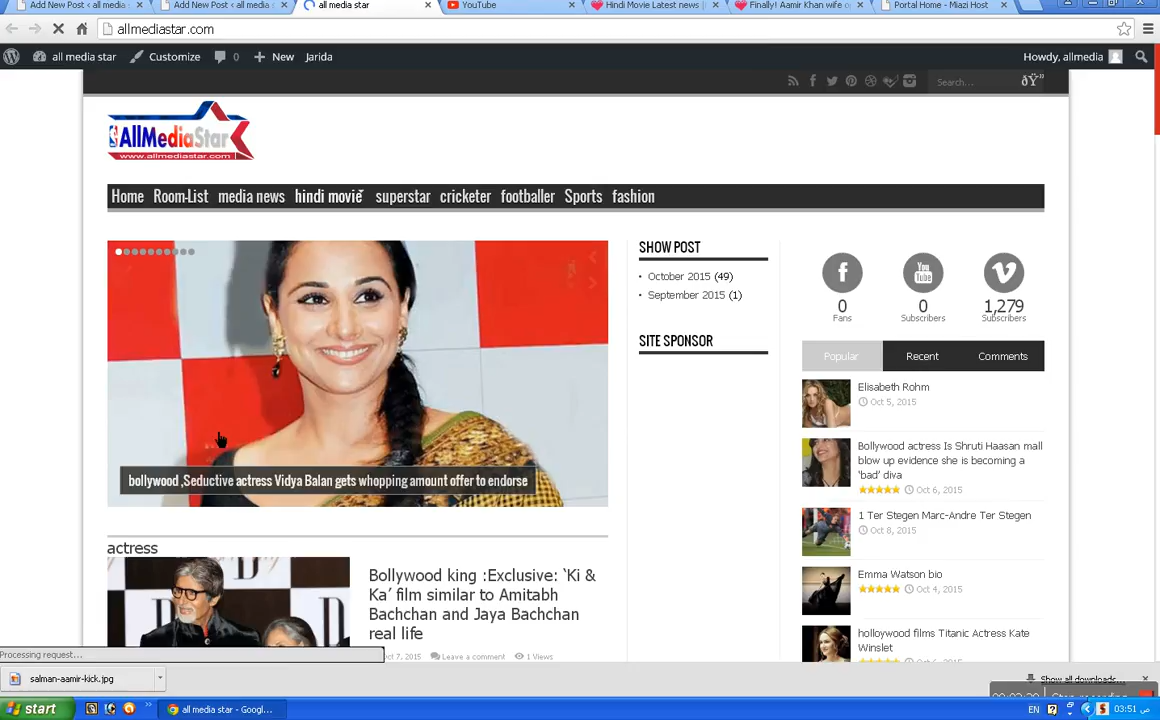 Add New Post ‹ all media s
Add New Post ‹ all media s
all media star
YouTube
Hindi Movie Latest news |
Finally! Aamir Khan wife o
Portal Home - Miazi Host
allmediastar.com
all media star
Customize
0
New
Jarida
Howdy, allmedia
Search...
AllMediaStar
www.allmediastar.com
Home
Room-List
media news
hindi movie
superstar
cricketer
footballer
Sports
fashion
bollywood ,Seductive actress Vidya Balan gets whopping amount offer to endorse
SHOW POST
October 2015 (49)
September 2015 (1)
SITE SPONSOR
You
Tube
0
Fans
0
Subscribers
1,279
Subscribers
Popular
Recent
Comments
Elisabeth Rohm
Oct 5, 2015
Bollywood actress Is Shruti Haasan mall
blow up evidence she is becoming a
‘bad’ diva
Oct 6, 2015
1 Ter Stegen Marc-Andre Ter Stegen
Oct 8, 2015
Emma Watson bio
Oct 4, 2015
holloywood films Titanic Actress Kate
Winslet
actress
Bollywood king :Exclusive: ‘Ki &
Ka’ film similar to Amitabh
Bachchan and Jaya Bachchan
real life
Oct 7, 2015
Leave a comment
1 Views
Processing request...
salman-aamir-kick.jpg
Show all downloads...
start
all media star - Googl...
EN
03:51 ص